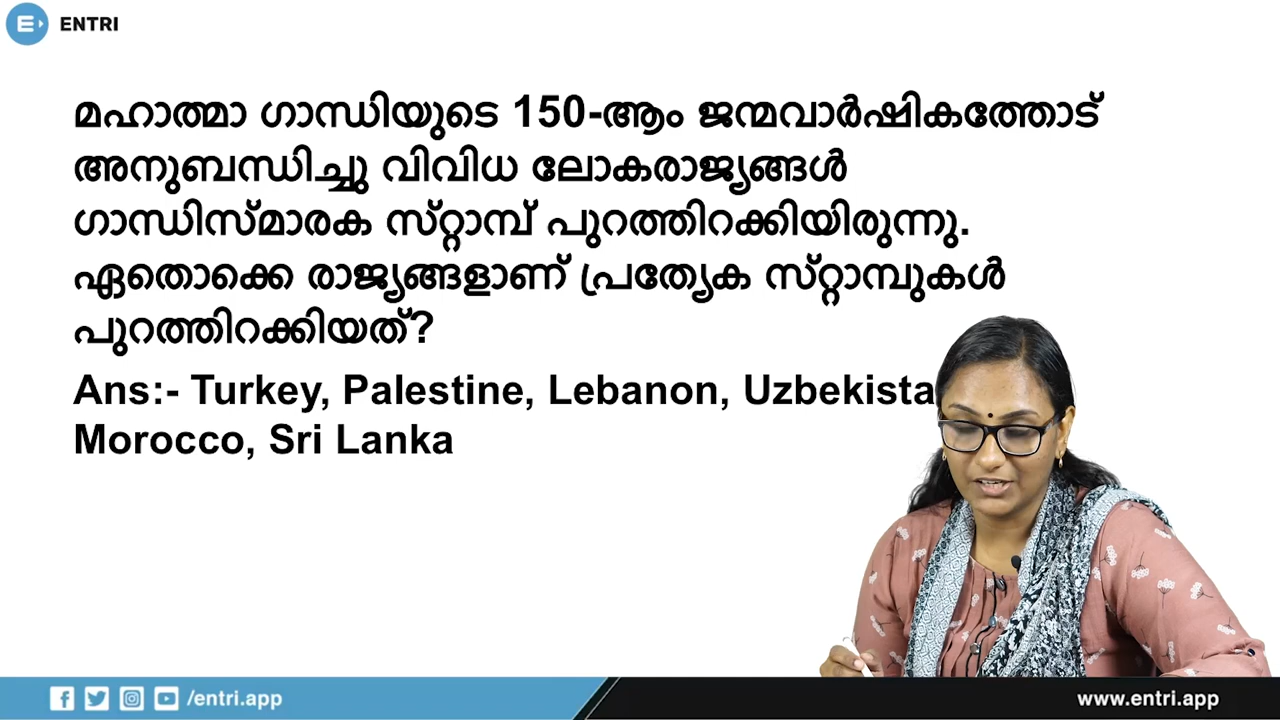 ENTRI
മഹാത്മാ ഗാന്ധിയുടെ 150-ആം ജന്മവാർഷികത്തോട്
അനുബന്ധിച്ചു വിവിധ ലോകരാജ്യങ്ങൾ
ഗാന്ധിസ്മാരക സ്റ്റാമ്പ് പുറത്തിറക്കിയിരുന്നു.
ഏതൊക്കെ രാജ്യങ്ങളാണ് പ്രത്യേക സ്റ്റാമ്പുകൾ
പുറത്തിറക്കിയത്?
Ans:- Turkey, Palestine, Lebanon,
Morocco, Sri Lanka
/entri.app
www.entri.app